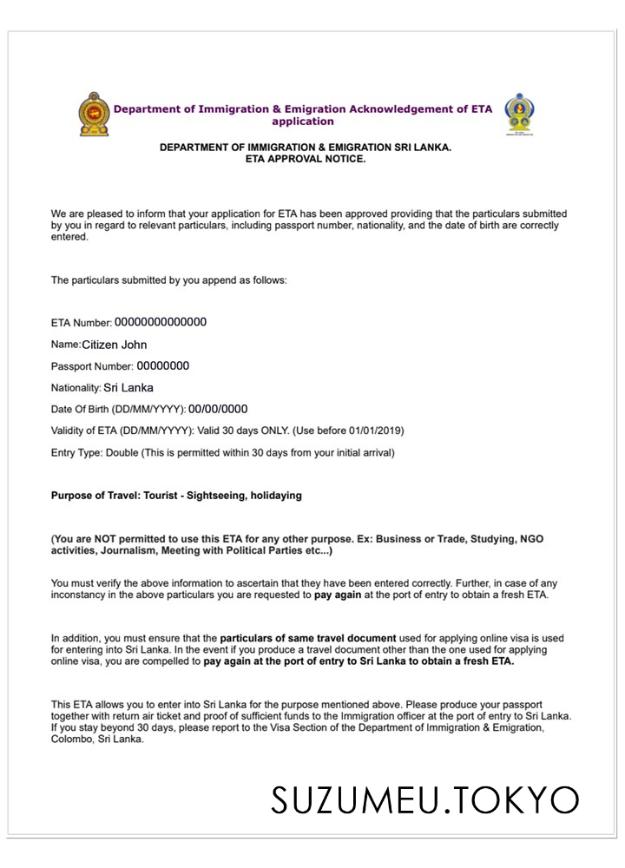 Department of Immigration & Emigration Acknowledgement of ETA
application
DEPARTMENT OF IMMIGRATION & EMIGRATION SRI LANKA.
ETA APPROVAL NOTICE.
We are pleased to inform that your application for ETA has been approved providing that the particulars submitted
by you in regard to relevant particulars, including passport number, nationality, and the date of birth are correctly
entered.
The particulars submitted by you append as follows:
ETA Number: 00000000000000
Name:Citizen John
Passport Number: 00000000
Nationality: Sri Lanka
Date Of Birth (DD/MM/YYYY): 00/00/0000
Validity of ETA (DD/MM/YYYY): Valid 30 days ONLY. (Use before 01/01/2019)
Entry Type: Double (This is permitted within 30 days from your initial arrival)
Purpose of Travel: Tourist - Sightseeing, holidaying
(You are NOT permitted to use this ETA for any other purpose. Ex: Business or Trade, Studying, NGO
activities, Journalism, Meeting with Political Parties etc...)
You must verify the above information to ascertain that they have been entered correctly. Further, in case of any
inconstancy in the above particulars you are requested to pay again at the port of entry to obtain a fresh ETA.
In addition, you must ensure that the particulars of same travel document used for applying online visa is used
for entering into Sri Lanka. In the event if you produce a travel document other than the one used for applying
online visa, you are compelled to pay again at the port of entry to Sri Lanka to obtain a fresh ETA.
This ETA allows you to enter into Sri Lanka for the purpose mentioned above. Please produce your passport
together with return air ticket and proof of sufficient funds to the Immigration officer at the port of entry to Sri Lanka.
If you stay beyond 30 days, please report to the Visa Section of the Department of Immigration & Emigration,
Colombo, Sri Lanka.
SUZUMEU.TOKYO